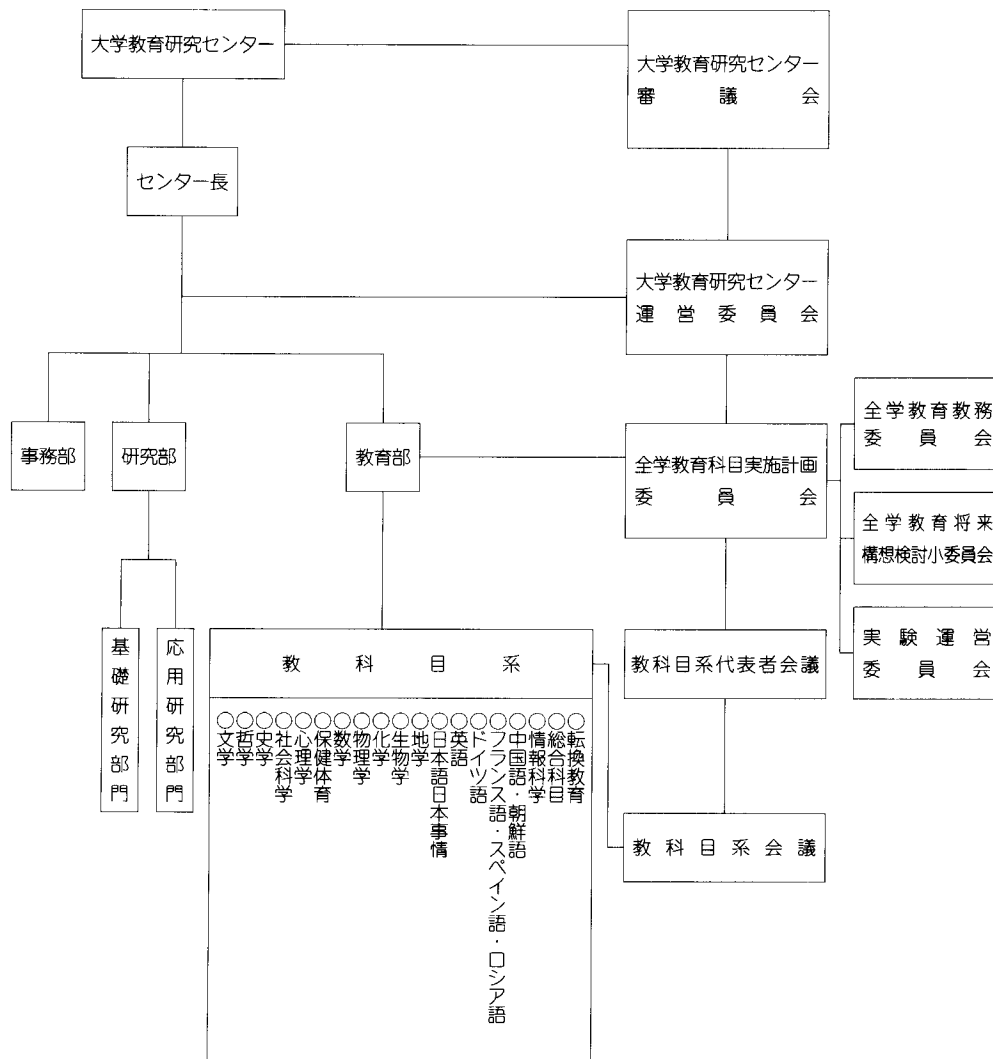 大学教育研究センター
大学教育研究センター
審議会
センター長
大学教育研究センター
運営委員会
全学教育教務
委員会
事務部
研究部
教育部
全学教育科目実施計画
委員会
全学教育将来
構想検討小委員会
基礎研究部門
応用研究部門
教科目系
教科目系代表者会議
実験運営
委員会
○文学
○哲学
○史学
○社会科学
○心理学
○保健体育
○数学
○物理学
○化学
○生物学
○地学
○日本語日本事情
○英語
○ドイツ語
○フランス語・スペイン語・ロシア語
○中国語・朝鮮語
○情報科学
○総合科目
○転換教育
教科目系会議